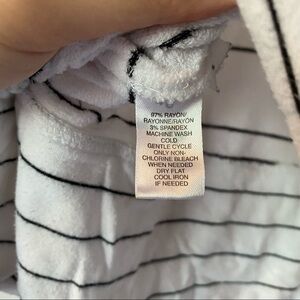 97% RAYON/
RAYONNE/RAYÓN
3% SPANDEX
MACHINE WASH
COLD
GENTLE CYCLE
ONLY NON-
CHLORINE BLEACH
WHEN NEEDED
DRY FLAT
COOL IRON
IF NEEDED